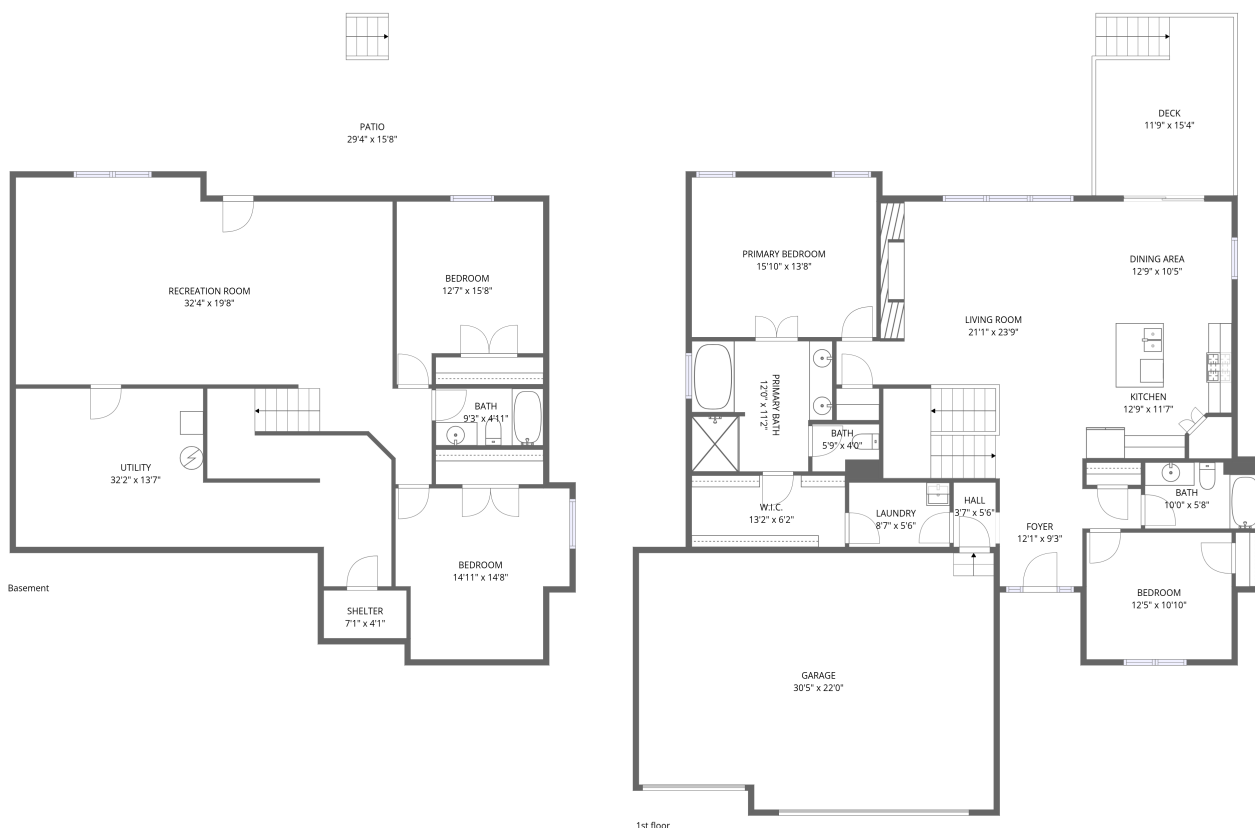 PATIO
29'4" x 15'8"
RECREATION ROOM
32'4" x 19'8"
BEDROOM
12'7" x 15'8"
BATH
9'3" x 4'11"
UTILITY
32'2" x 13'7"
BEDROOM
14'11" x 14'8"
SHELTER
7'1" x 4'1"
Basement
DECK
11'9" x 15'4"
PRIMARY BEDROOM
15'10" x 13'8"
DINING AREA
12'9" x 10'5"
LIVING ROOM
21'1" x 23'9"
PRIMARY BATH
12'0" x 11'2"
KITCHEN
12'9" x 11'7"
BATH
5'9" x 4'0"
W.I.C.
13'2" x 6'2"
LAUNDRY
8'7" x 5'6"
HALL
3'7" x 5'6"
FOYER
12'1" x 9'3"
BATH
10'0" x 5'8"
BEDROOM
12'5" x 10'10"
GARAGE
30'5" x 22'0"
1st floor